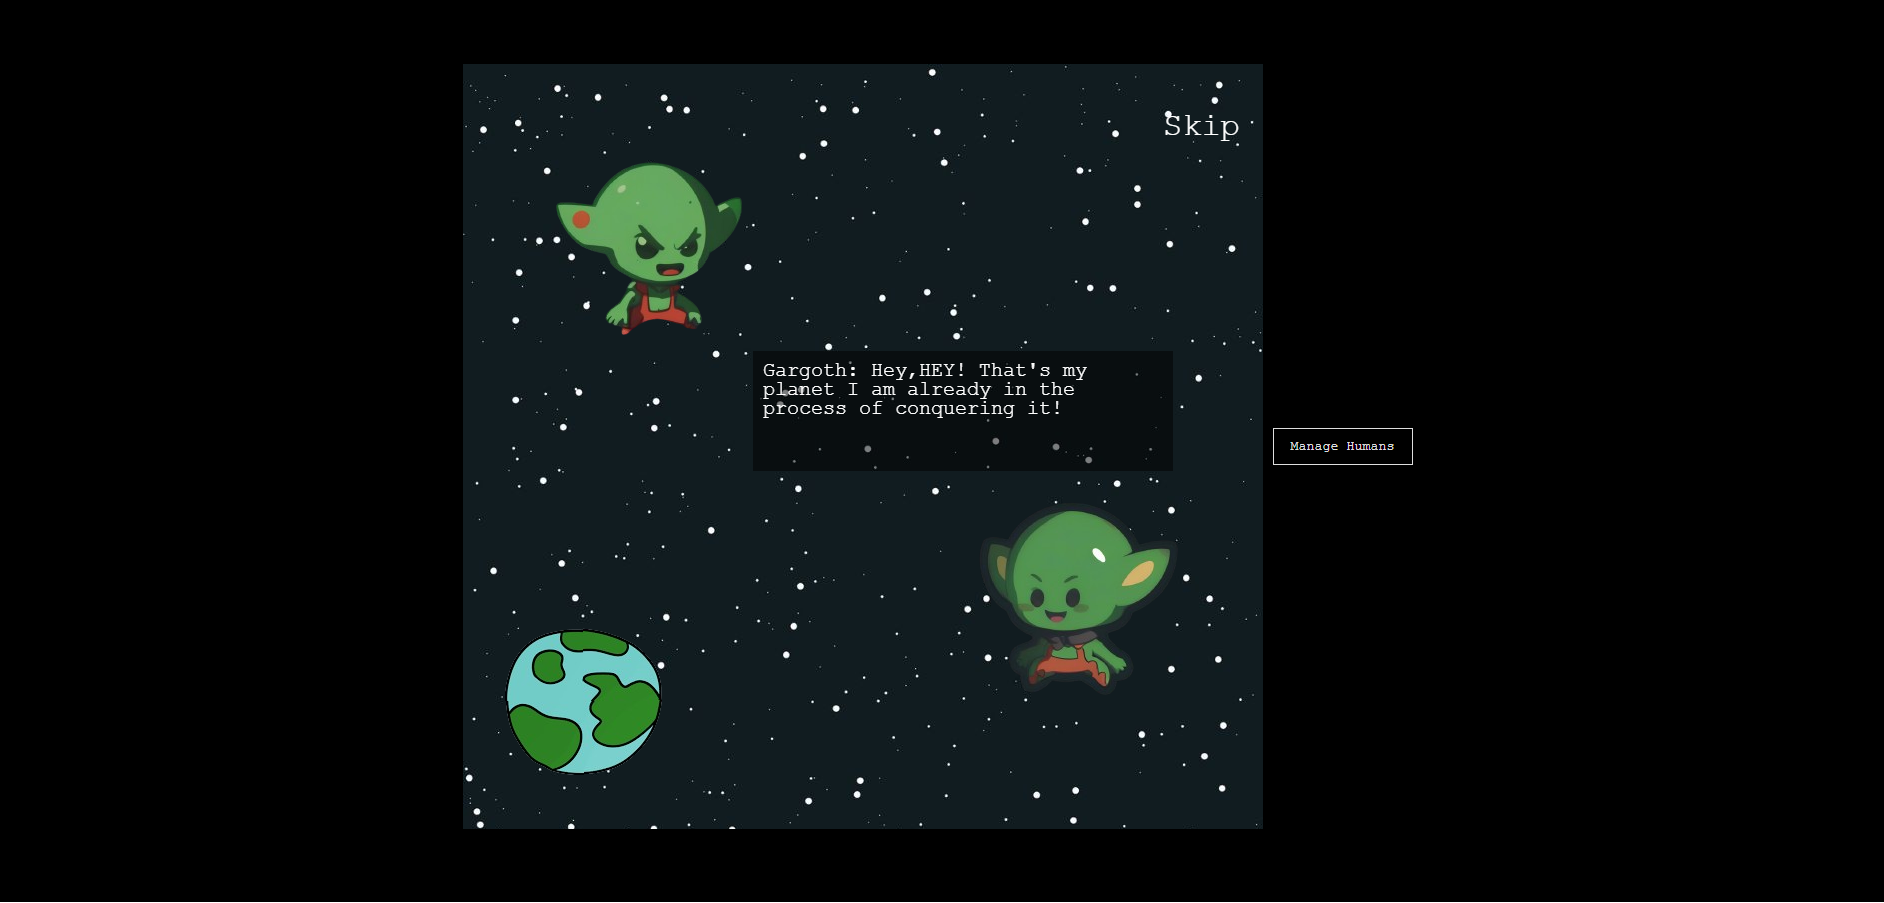 Skip
Gargoth: Hey,HEY! That's my
planet I am already in the
process of conquering it!
Manage Humans